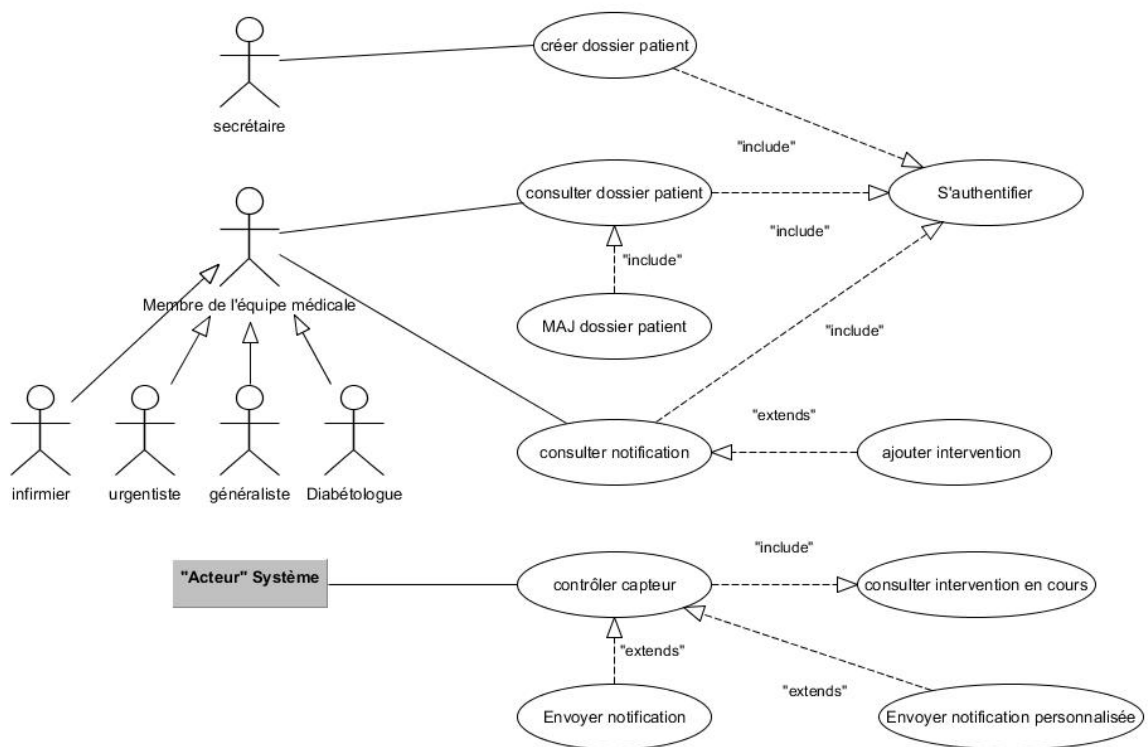 créer dossier patient
secrétaire
"include"
consulter dossier patient
S'authentifier
"include"
"include"
Membre de l'équipe médicale
MAJ dossier patient
"include"
"extends"
consulter notification
ajouter intervention
infirmier
urgentiste
généraliste
Diabétologue
"Acteur" Système
"include"
contrôler capteur
consulter intervention en cours
"extends"
"extends"
Envoyer notification
Envoyer notification personnalisée